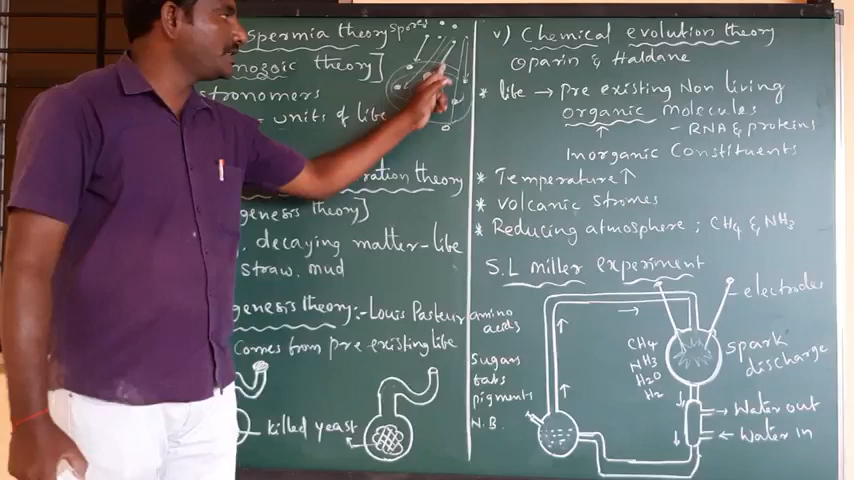 spermia theory spores
mozoic theory]
stronomers
units of life
ration theory
genesis theory]
decaying matter-life
straw, mud
genesis theory:- Louis Pasteur
Comes from pre existing life
killed yeast
v) Chemical evolution theory
Oparin & Haldane
* life → Pre existing Non living
organic molecules
- RNA & proteins
↑
Inorganic Constituents
* Temperature ↑
* volcanic stromes
* Reducing atmosphere ; CH4 & NH3
S.L miller experiment
electrodes
amino
acids
Sugars
fats
pigments
N.B.
CH4
NH3
H2O
H2
spark
discharge
→ Water out
← Water in